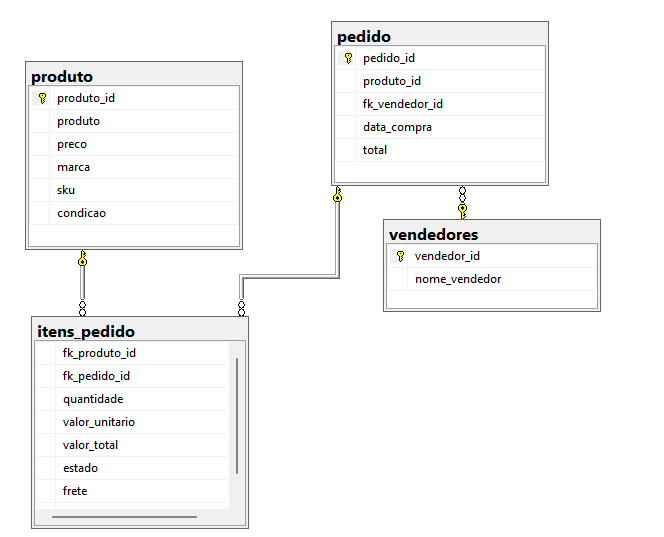 produto
produto_id
produto
preco
marca
sku
condicao
pedido
pedido_id
produto_id
fk_vendedor_id
data_compra
total
vendedores
vendedor_id
nome_vendedor
itens_pedido
fk_produto_id
fk_pedido_id
quantidade
valor_unitario
valor_total
estado
frete